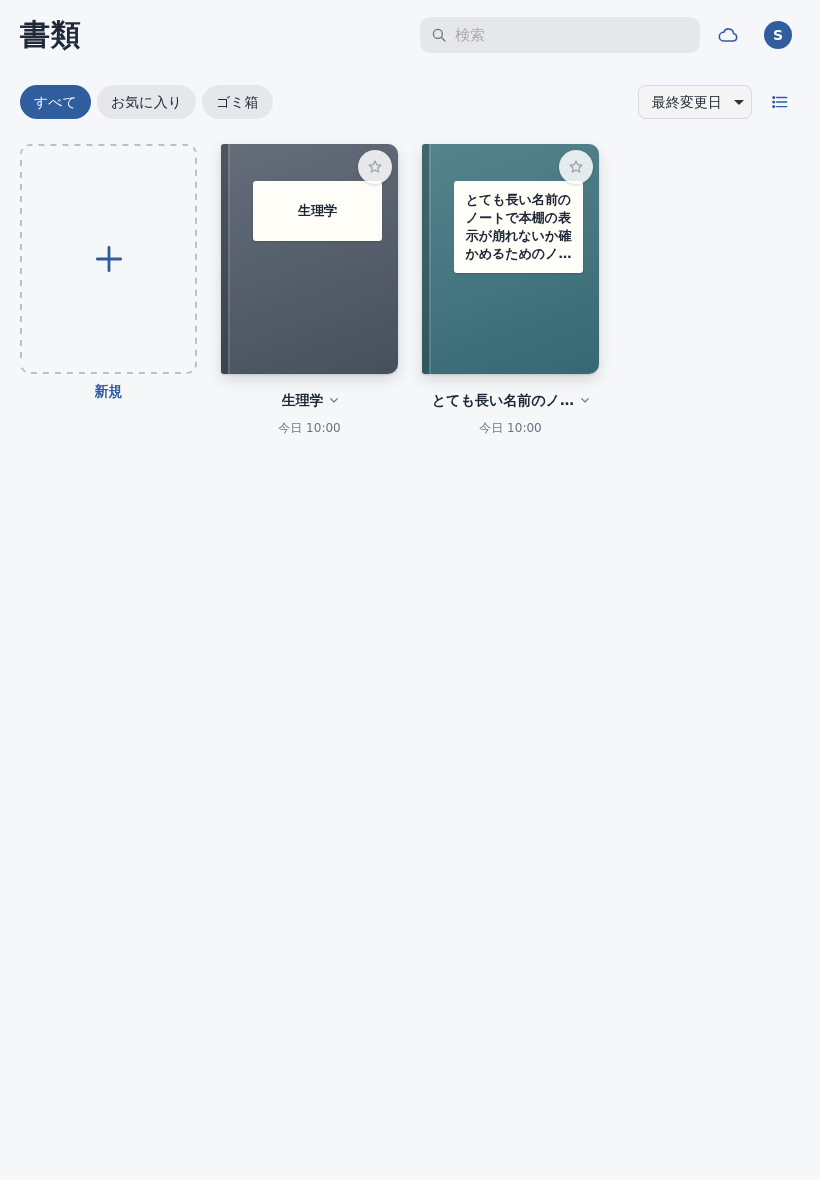 書類
検索
S
すべて
お気に入り
ゴミ箱
最終変更日
生理学
とても長い名前の
ノートで本棚の表
示が崩れないか確
かめるためのノ…
新規
生理学
とても長い名前のノ…
今日 10:00
今日 10:00